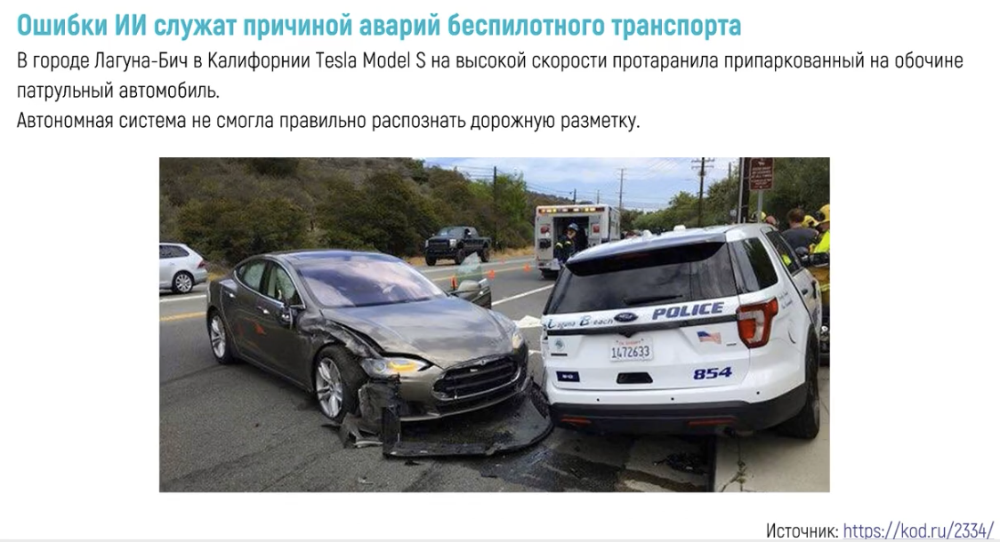 Ошибки ИИ служат причиной аварий беспилотного транспорта
В городе Лагуна-Бич в Калифорнии Tesla Model S на высокой скорости протаранила припаркованный на обочине
патрульный автомобиль.
Автономная система не смогла правильно распознать дорожную разметку.
Laguna Beach POLICE
1472633
854
Источник: https://kod.ru/2334/